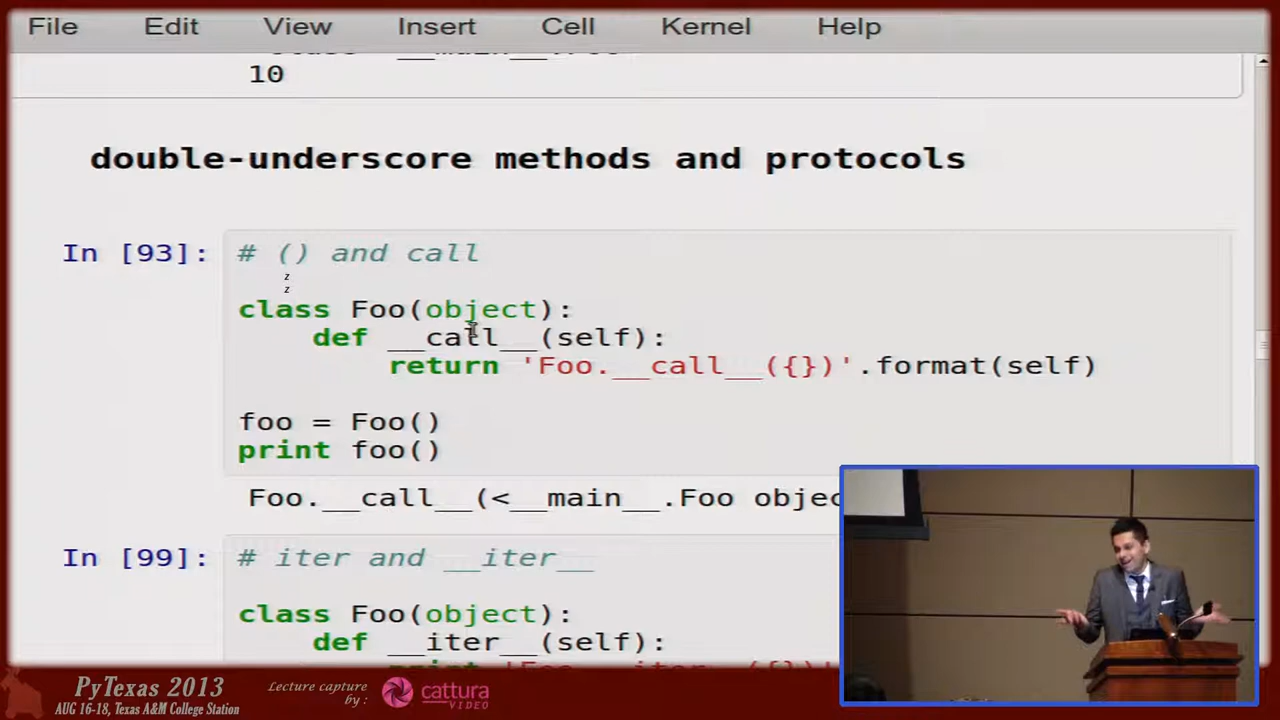 File Edit View Insert Cell Kernel Help
10
double-underscore methods and protocols
In [93]: # () and call
z
z
class Foo(object):
def __call__(self):
return 'Foo.__call__({})'.format(self)
foo = Foo()
print foo()
Foo.__call__(<__main__.Foo objec
In [99]: # iter and __iter__
class Foo(object):
def __iter__(self):
PyTexas 2013
AUG 16-18, Texas A&M College Station
Lecture capture
by :
cattura
VIDEO